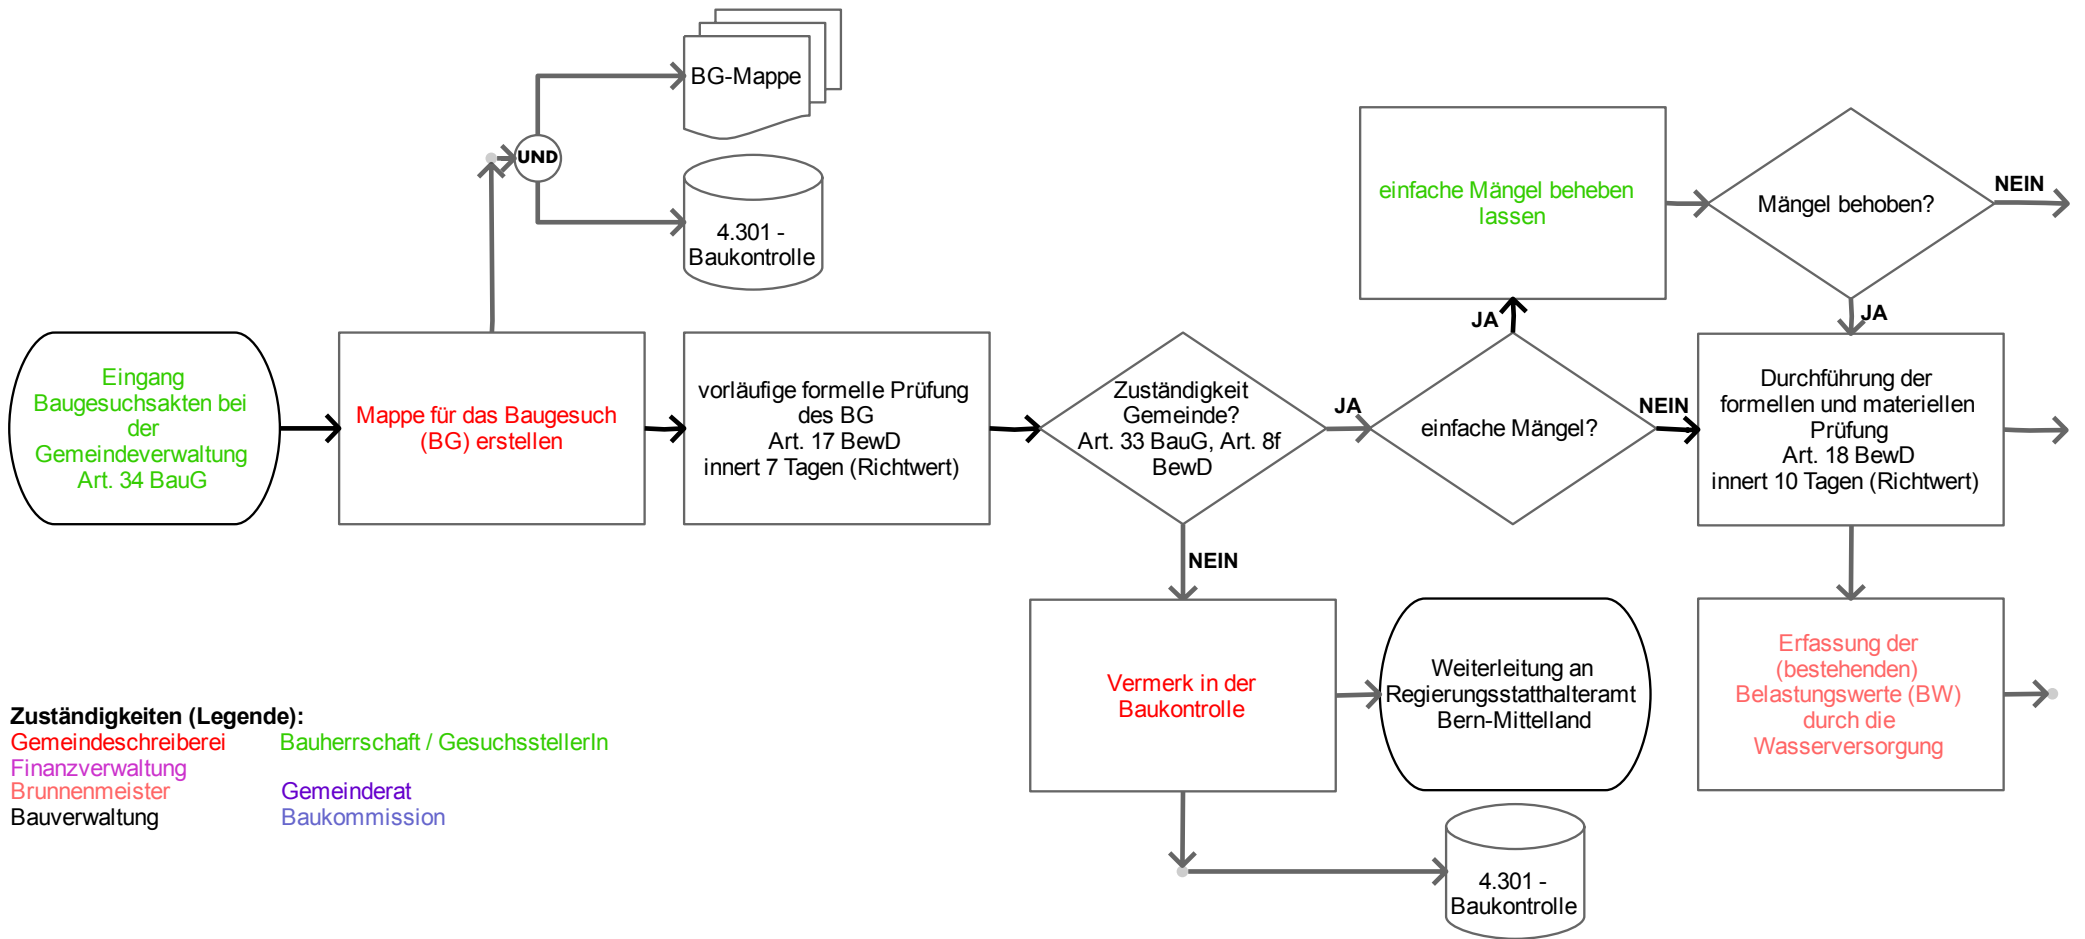 BG-Mappe
UND
4.301 -
Baukontrolle
einfache Mängel beheben
lassen
Mängel behoben?
NEIN
JA
JA
Eingang
Baugesuchsakten bei
der
Gemeindeverwaltung
Art. 34 BauG
Mappe für das Baugesuch
(BG) erstellen
vorläufige formelle Prüfung
des BG
Art. 17 BewD
innert 7 Tagen (Richtwert)
Zuständigkeit
Gemeinde?
Art. 33 BauG, Art. 8f
BewD
JA
einfache Mängel?
NEIN
Durchführung der
formellen und materiellen
Prüfung
Art. 18 BewD
innert 10 Tagen (Richtwert)
NEIN
Vermerk in der
Baukontrolle
Weiterleitung an
Regierungsstatthalteramt
Bern-Mittelland
Erfassung der
(bestehenden)
Belastungswerte (BW)
durch die
Wasserversorgung
4.301 -
Baukontrolle
Zuständigkeiten (Legende):
Gemeindeschreiberei Bauherrschaft / GesuchsstellerIn
Finanzverwaltung
Brunnenmeister Gemeinderat
Bauverwaltung Baukommission